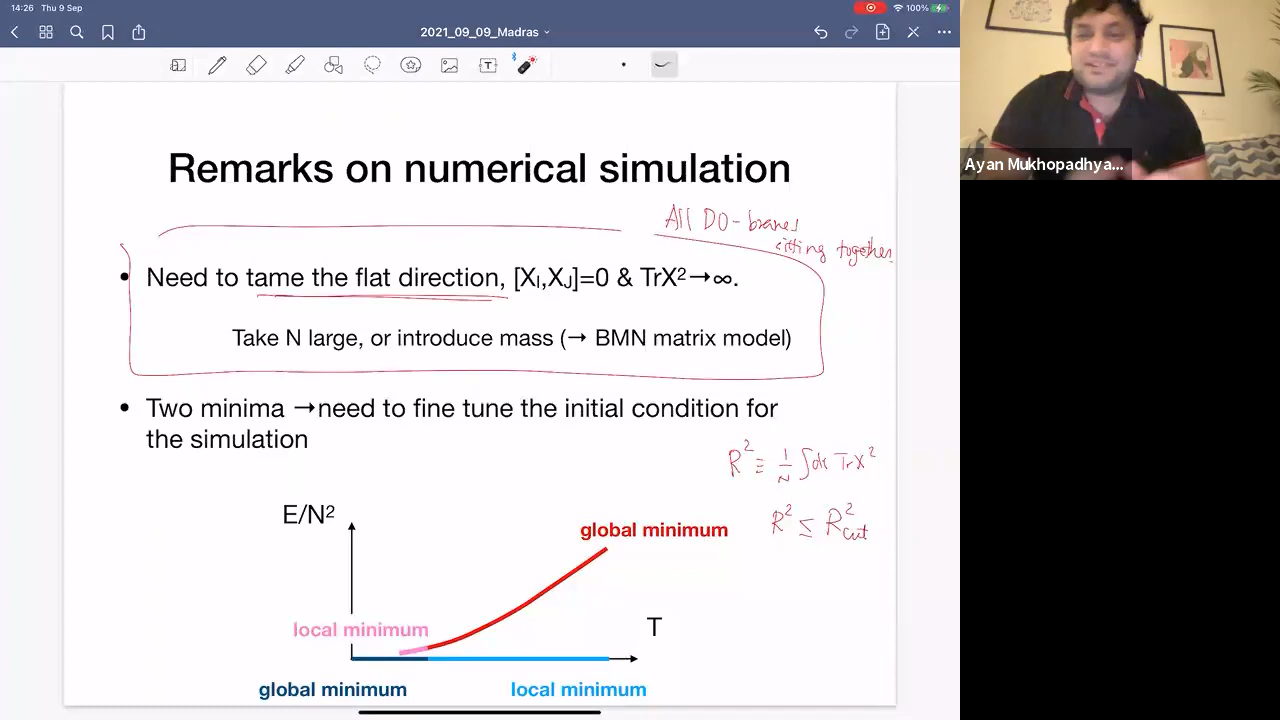 14:26 Thu 9 Sep
100%
2021_09_09_Madras
Ayan Mukhopadhya...
Remarks on numerical simulation
All D0-branes
sitting together
• Need to tame the flat direction, [XI,XJ]=0 & TrX²→∞.
Take N large, or introduce mass (→ BMN matrix model)
• Two minima →need to fine tune the initial condition for
the simulation
R² ≡ 1/N ∫dt TrX²
R² ≤ R²cut
E/N²
global minimum
local minimum
T
global minimum
local minimum